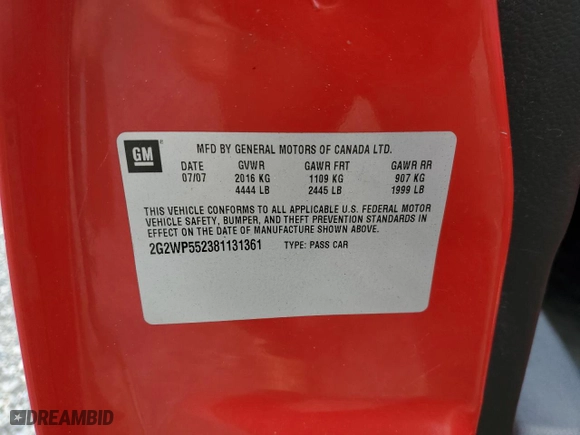 GM
MFD BY GENERAL MOTORS OF CANADA LTD.
DATE GVWR GAWR FRT GAWR RR
07/07 2016 KG 1109 KG 907 KG
4444 LB 2445 LB 1999 LB
THIS VEHICLE CONFORMS TO ALL APPLICABLE U.S. FEDERAL MOTOR
VEHICLE SAFETY, BUMPER, AND THEFT PREVENTION STANDARDS IN
EFFECT ON THE DATE OF MANUFACTURE SHOWN ABOVE.
2G2WP552381131361 TYPE: PASS CAR
DREAMBID